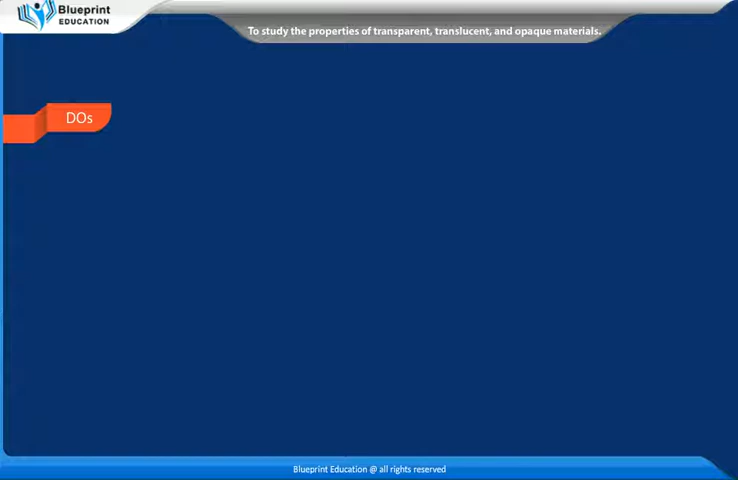 Blueprint
EDUCATION
To study the properties of transparent, translucent, and opaque materials.
DOs
Blueprint Education @ all rights reserved